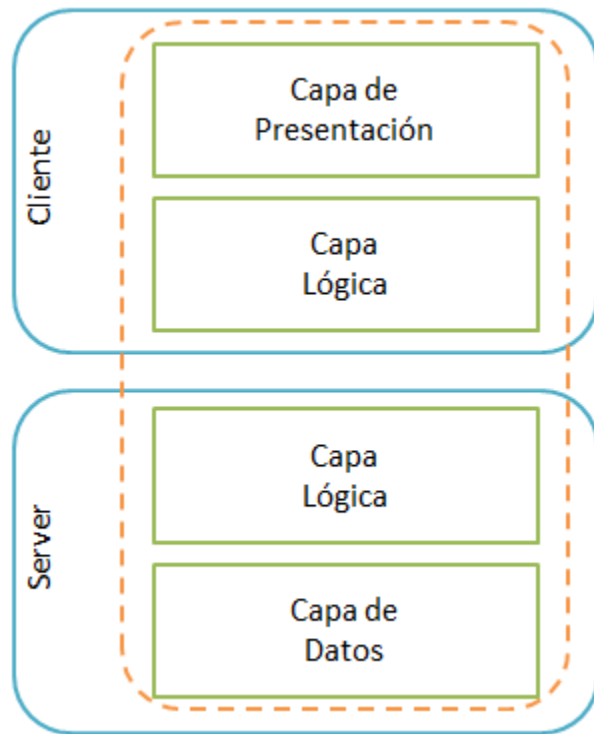 Cliente
Capa de
Presentación
Capa
Lógica
Server
Capa
Lógica
Capa de
Datos